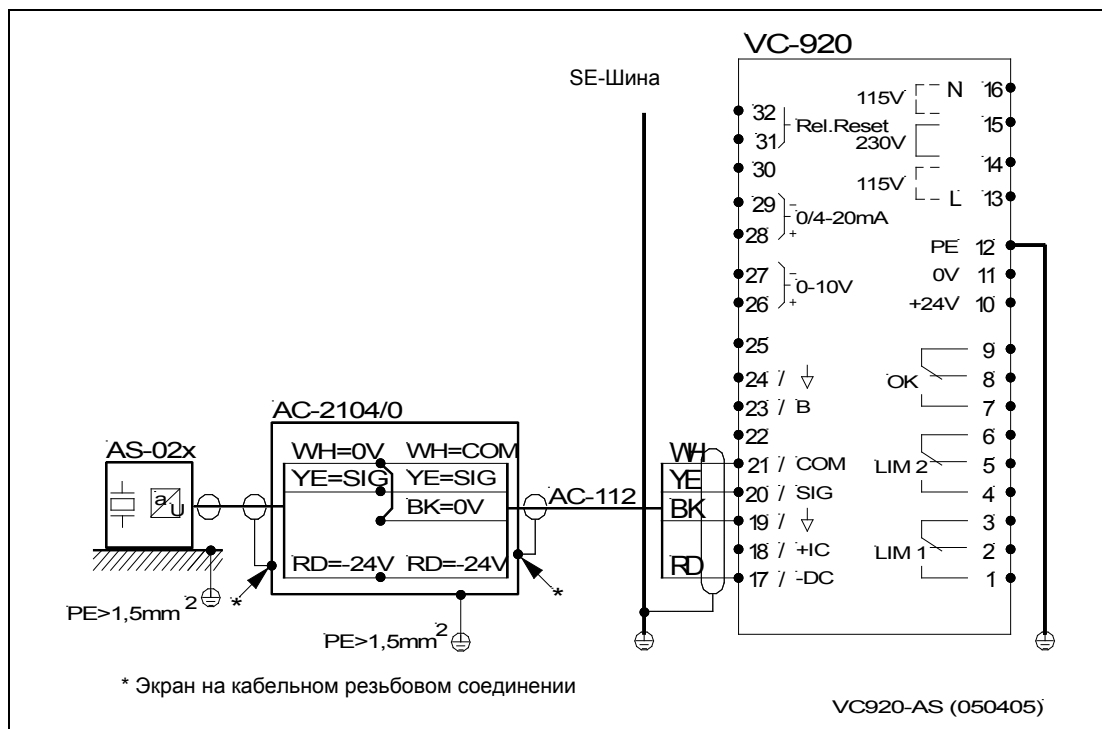 VC-920
SE-Шина
32
31
Rel.Reset
30
29 -
28 +
0/4-20mA
27 -
26 +
0-10V
25
24 /
23 / B
22
21 / COM
20 / SIG
19 /
18 / +IC
17 / -DC
115V N 16
15
230V
14
115V L 13
PE 12
0V 11
+24V 10
9
OK 8
7
6
LIM 2 5
4
3
LIM 1 2
1
AC-2104/0
AS-02x
a
U
WH=0V WH=COM
YE=SIG YE=SIG
BK=0V
RD=-24V RD=-24V
AC-112
WH
YE
BK
RD
*
*
PE>1,5mm2
PE>1,5mm2
* Экран на кабельном резьбовом соединении
VC920-AS (050405)